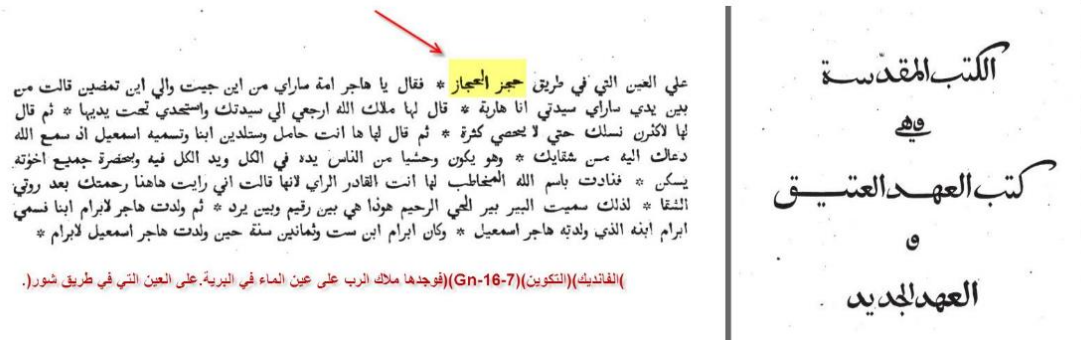 علي العين التي في طريق حجز الحجاز * فقال يا هاجر امة ساراي من اين جيت والي اين تمضين قالت من
بين يدي ساراي سيدتي انا هاربة * قال لها ملاك الله ارجعي الي سيدتك واستجدي تحت يديها * ثم قال
لها لاكثرن نسلك حتي لا يحصي كثرة * ثم قال لها ها انت حامل وستلدين ابنا وتسميه اسمعيل اذ سمع الله
دعاك اليه من شقايك * وهو يكون وحشيا من الناس يده في الكل ويد الكل فيه وبحضرة جميع اخوته
يسكن * فنادت باسم الله المخاطب لها انت القادر الراي لانها قالت اني رايت هاهنا رحمتك بعد روتي
الشقا * لذلك سميت البير بير الحي الرحيم هوذا هي بين رقيم وبين يرد * ثم ولدت هاجر لابرام ابنا نسمي
ابرام ابنه الذي ولدته هاجر اسمعيل * وكان ابرام ابن ست وثمانين سنة حين ولدت هاجر اسمعيل لابرام *
)الفانديك)(التكوين)(Gn-16-7)(فوجدها ملاك الرب على عين الماء في البرية.على العين التي في طريق شور(.
الكتب المقدّسة
وهي
كتب العهد العتيق
و
العهد الجديد